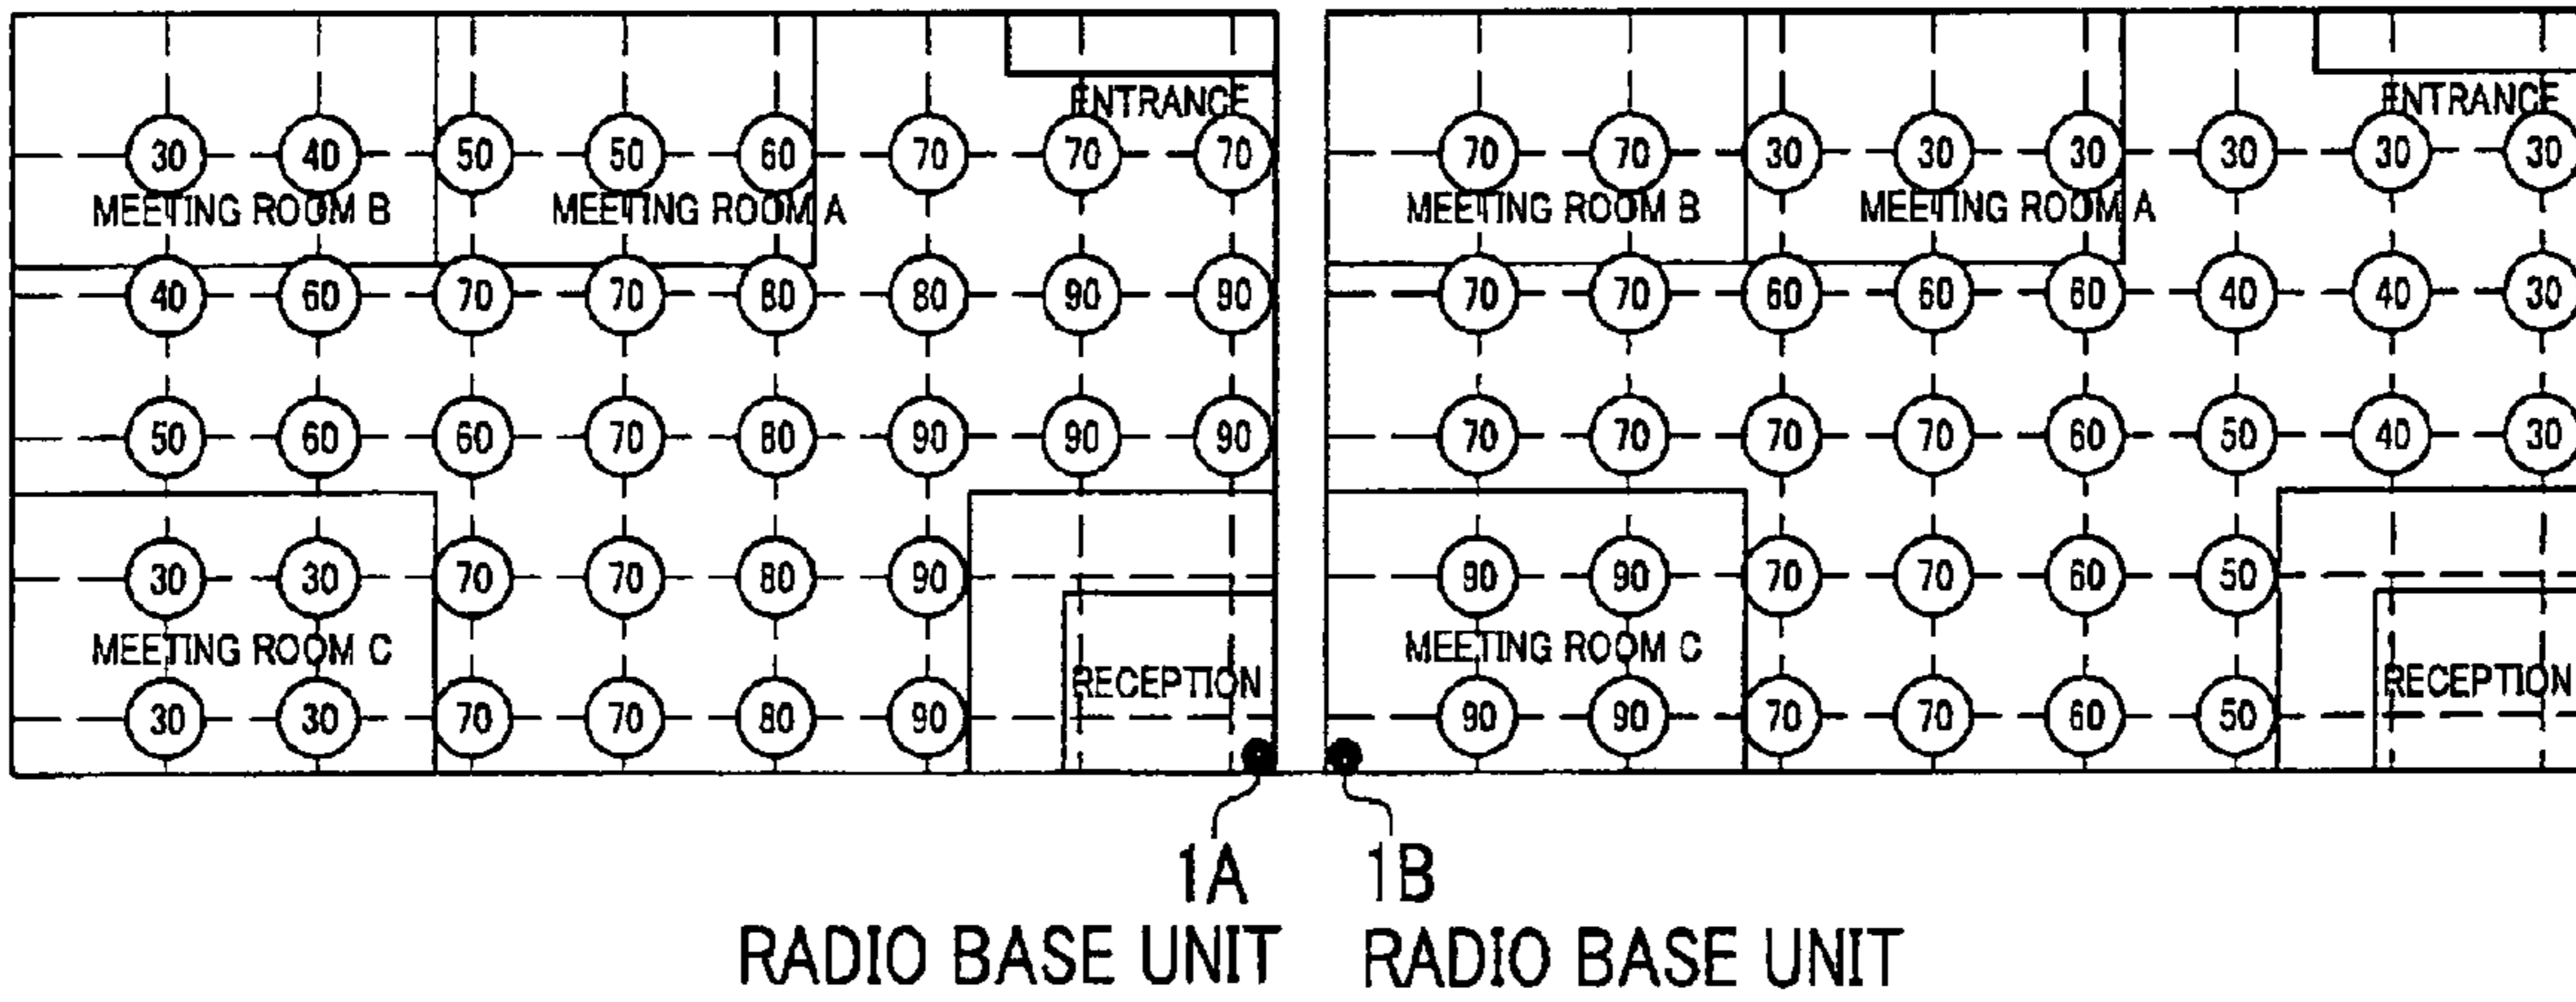 ENTRANCE ENTRANCE
30 40 50 50 60 70 70 70 70 70 30 30 30 30 30 30
MEETING ROOM B MEETING ROOM A MEETING ROOM B MEETING ROOM A
40 60 70 70 80 80 90 90 70 70 60 60 60 40 40 30
50 60 60 70 80 90 90 90 70 70 70 70 60 50 40 30
30 30 70 70 80 90 90 90 70 70 60 50
MEETING ROOM C MEETING ROOM C
RECEPTION RECEPTION
30 30 70 70 80 90 90 90 70 70 60 50
1A 1B
RADIO BASE UNIT RADIO BASE UNIT